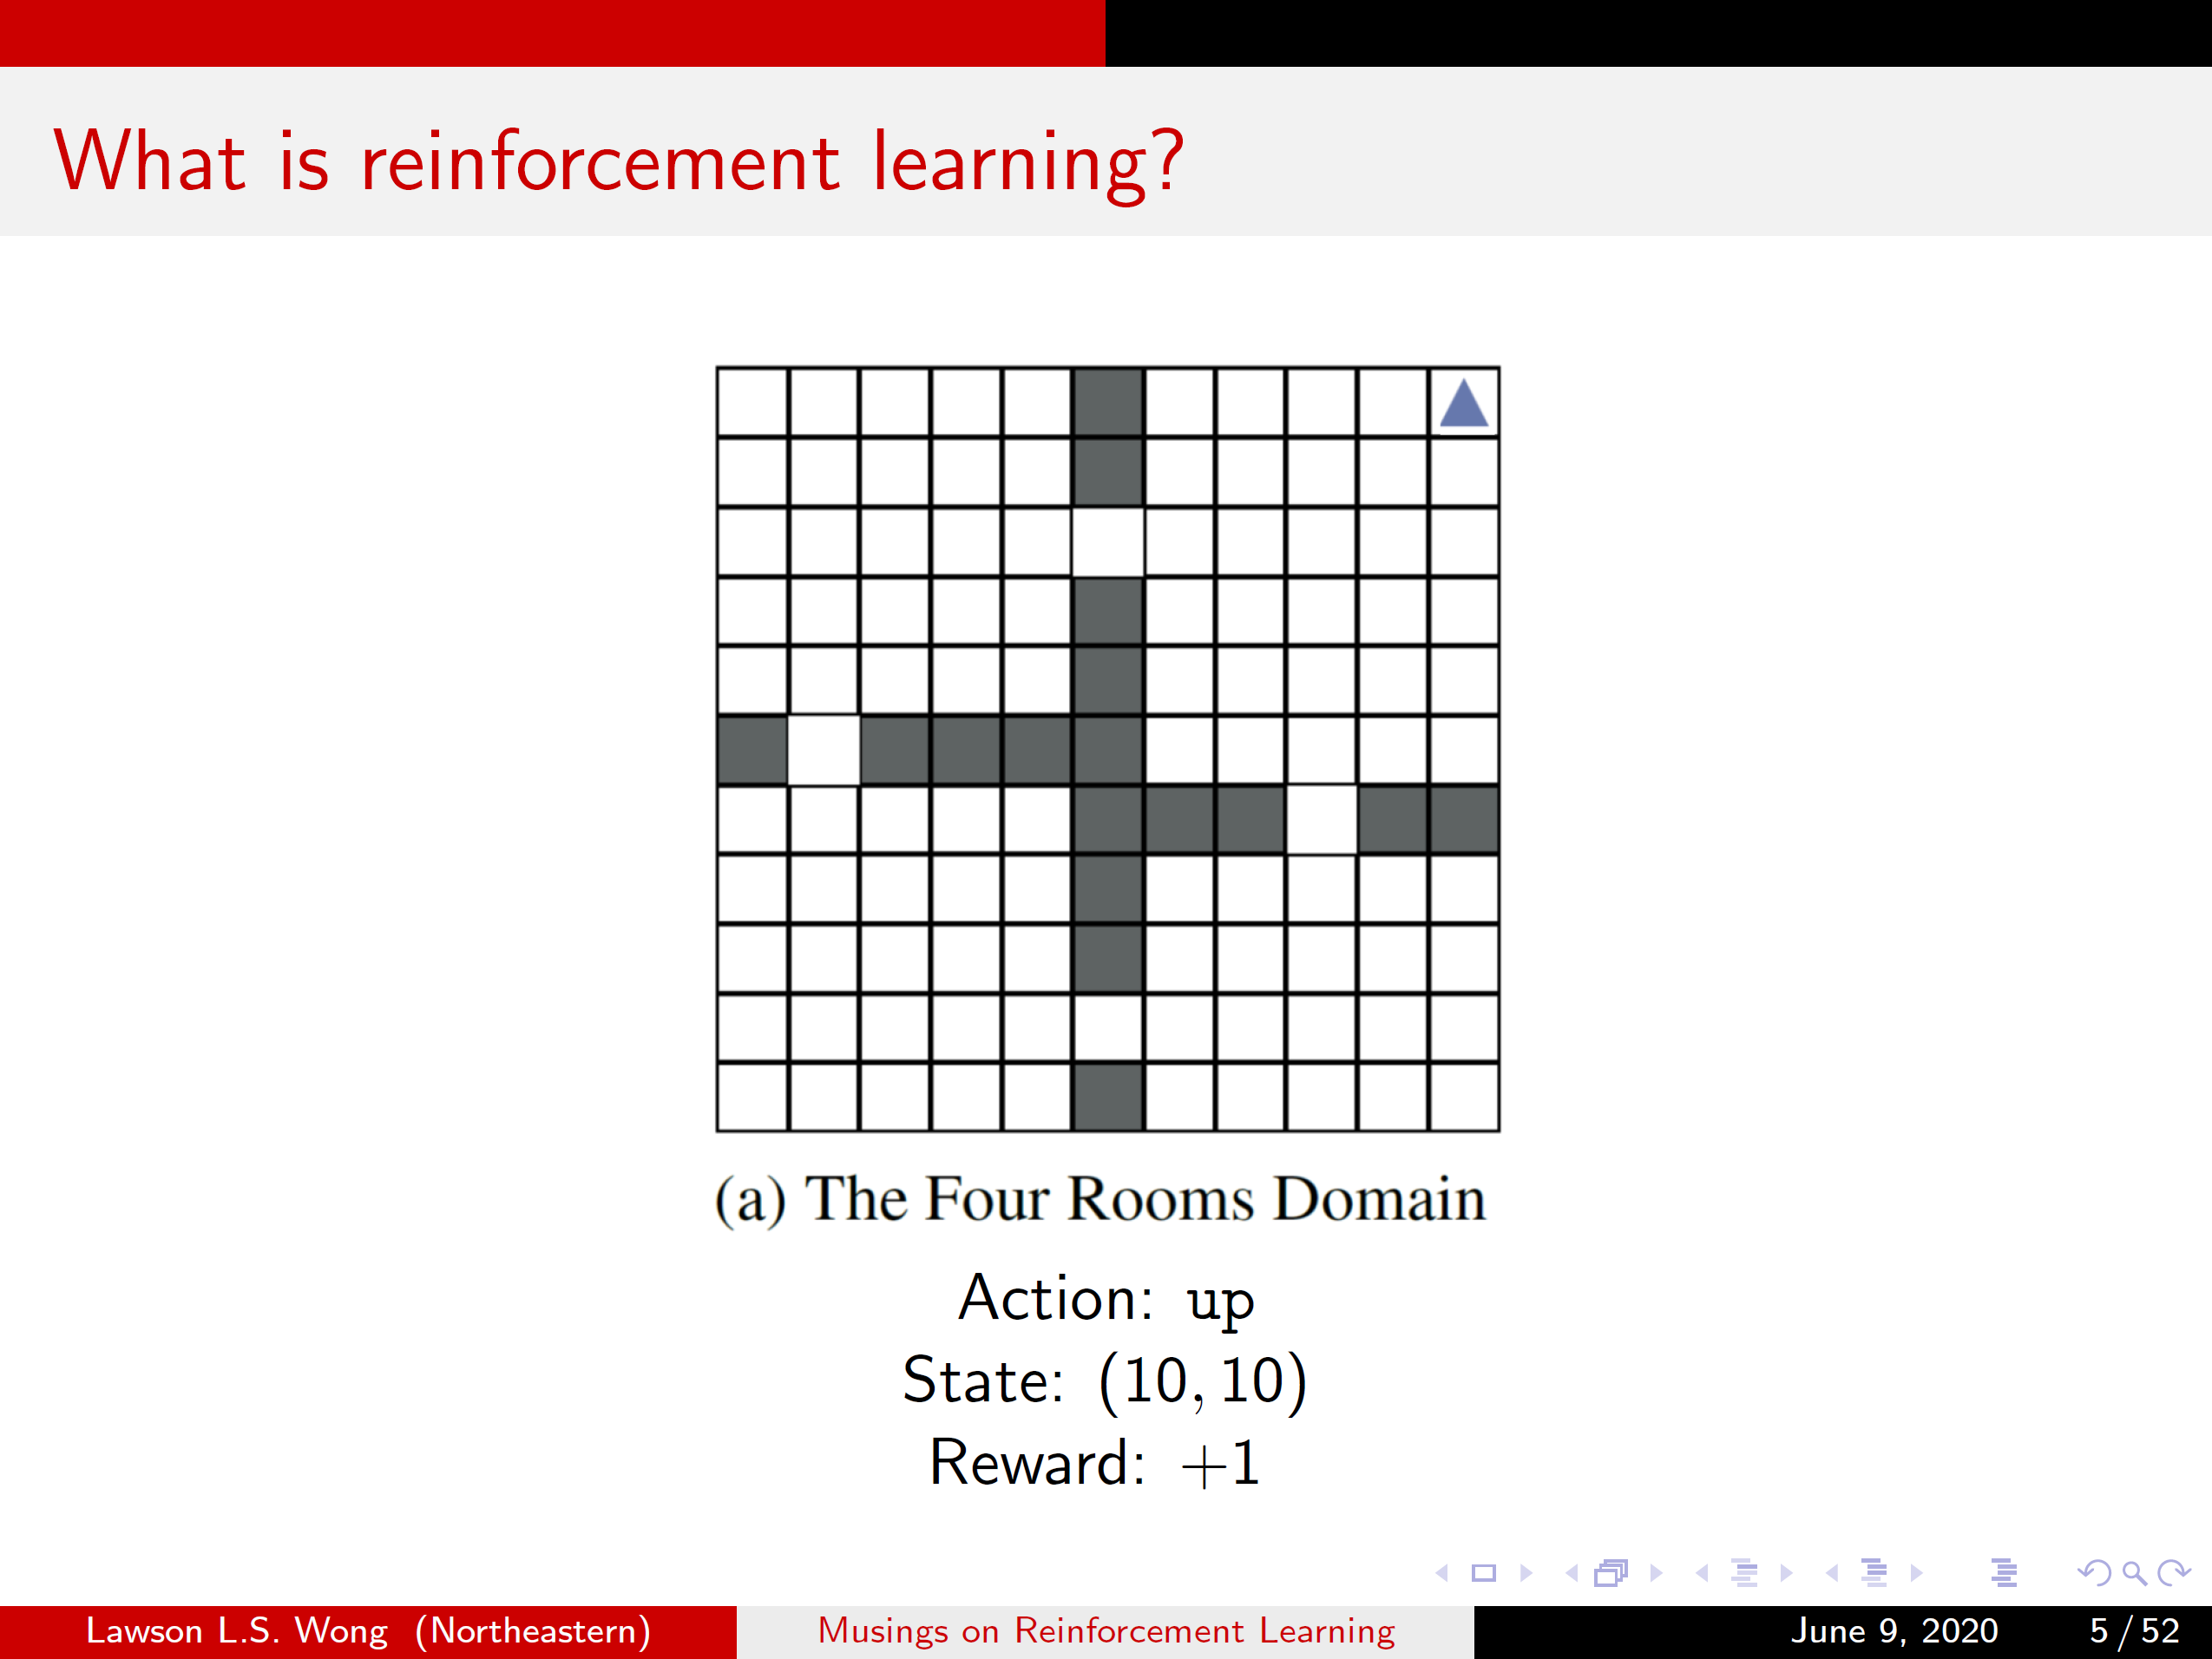 What is reinforcement learning?
(a) The Four Rooms Domain
Action: up
State: (10, 10)
Reward: +1
Lawson L.S. Wong (Northeastern)
Musings on Reinforcement Learning
June 9, 2020
5 / 52